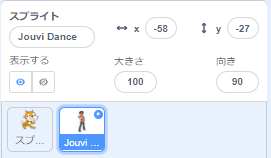 スプライト
Jouvi Dance
x
-58
y
-27
表示する
大きさ
向き
100
90
スプ...
Jouvi ...